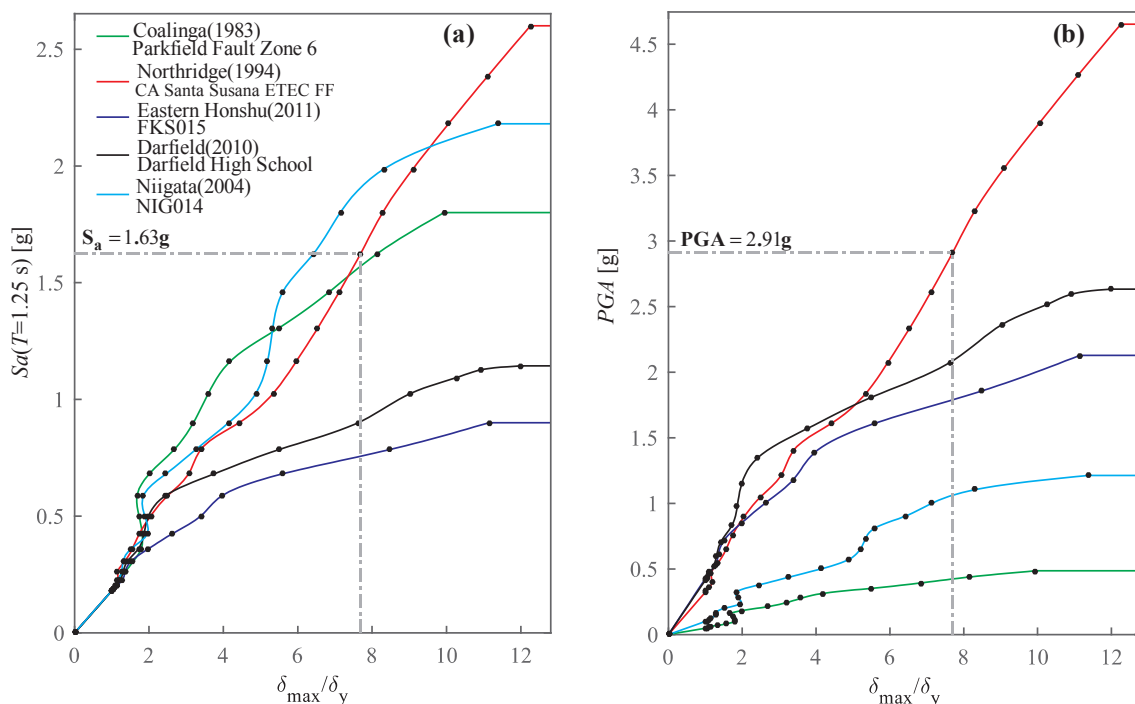 (a)
Coalinga(1983)
Parkfield Fault Zone 6
Northridge(1994)
CA Santa Susana ETEC FF
Eastern Honshu(2011)
FKS015
Darfield(2010)
Darfield High School
Niigata(2004)
NIG014
Sa = 1.63g
Sa(T=1.25 s) [g]
2.5
2
1.5
1
0.5
0
0 2 4 6 8 10 12
δmax/δy
(b)
PGA = 2.91g
PGA [g]
4.5
4
3.5
3
2.5
2
1.5
1
0.5
0
0 2 4 6 8 10 12
δmax/δy